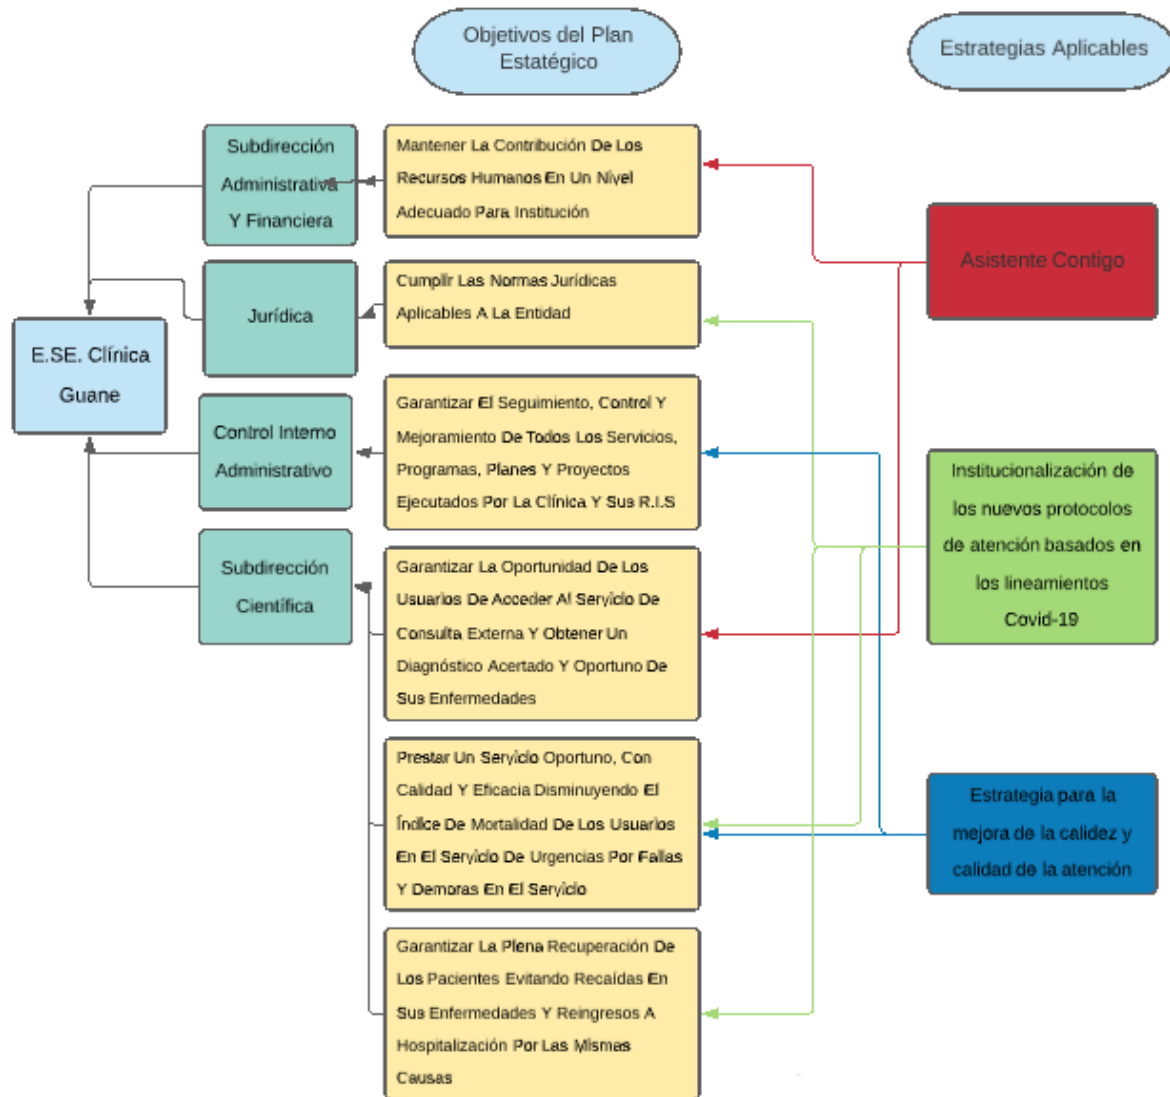 Objetivos del Plan
Estatégico
Estrategias Aplicables
Subdirección
Administrativa
Y Financiera
Mantener La Contribución De Los
Recursos Humanos En Un Nivel
Adecuado Para Institución
Asistente Contigo
Jurídica
Cumplir Las Normas Jurídicas
Aplicables A La Entidad
E.SE. Clínica
Guane
Control Interno
Administrativo
Garantizar El Seguimiento, Control Y
Mejoramiento De Todos Los Servicios,
Programas, Planes Y Proyectos
Ejecutados Por La Clínica Y Sus R.I.S
Institucionalización de
los nuevos protocolos
de atención basados en
los lineamientos
Covid-19
Subdirección
Científica
Garantizar La Oportunidad De Los
Usuarios De Acceder Al Servicio De
Consulta Externa Y Obtener Un
Diagnóstico Acertado Y Oportuno De
Sus Enfermedades
Prestar Un Servicio Oportuno, Con
Calidad Y Eficacia Disminuyendo El
Índice De Mortalidad De Los Usuarios
En El Servicio De Urgencias Por Fallas
Y Demoras En El Servicio
Estrategia para la
mejora de la calidez y
calidad de la atención
Garantizar La Plena Recuperación De
Los Pacientes Evitando Recaídas En
Sus Enfermedades Y Reingresos A
Hospitalización Por Las Mismas
Causas